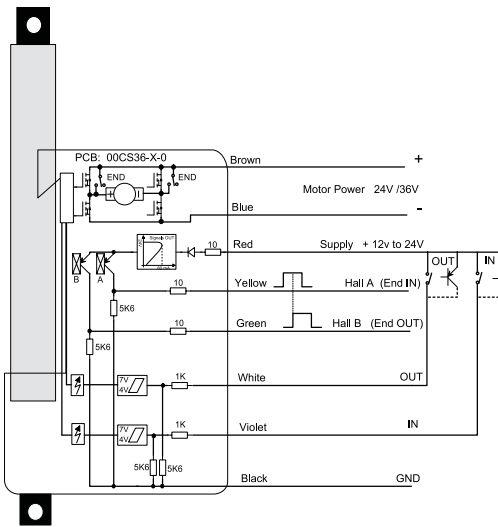 PCB: 00CS36-X-0
END
END
Brown
+
Motor Power 24V /36V
Blue
-
Signals OUT
10
Red
Supply + 12v to 24V
OUT
IN
B
A
10
Yellow
Hall A (End IN)
5K6
10
Green
Hall B (End OUT)
5K6
7V
4V
1K
White
OUT
7V
4V
1K
Violet
IN
5K6
5K6
Black
GND